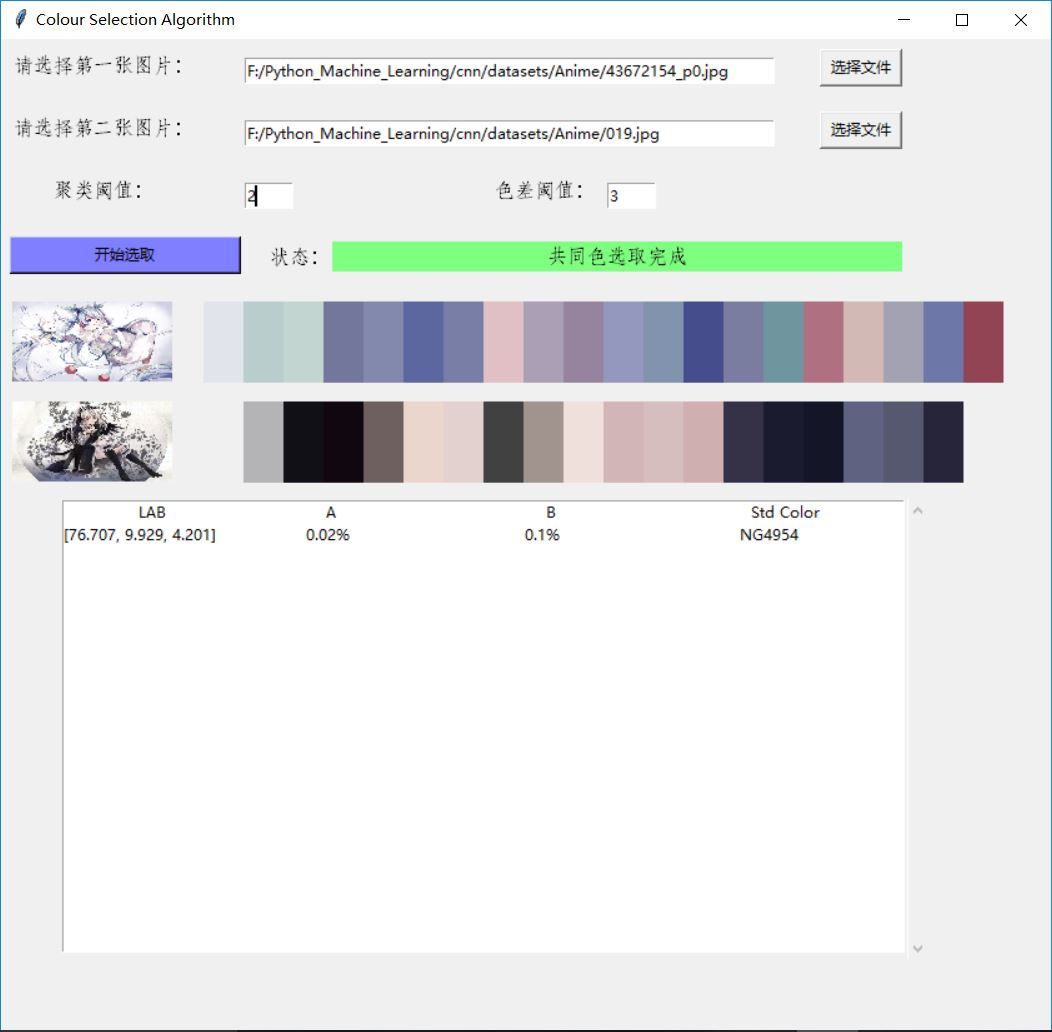 Colour Selection Algorithm
请选择第一张图片： F:/Python_Machine_Learning/cnn/datasets/Anime/43672154_p0.jpg 选择文件
请选择第二张图片： F:/Python_Machine_Learning/cnn/datasets/Anime/019.jpg 选择文件
聚类阈值： 2 色差阈值： 3
开始选取 状态： 共同色选取完成
LAB A B Std Color
[76.707, 9.929, 4.201] 0.02% 0.1% NG4954